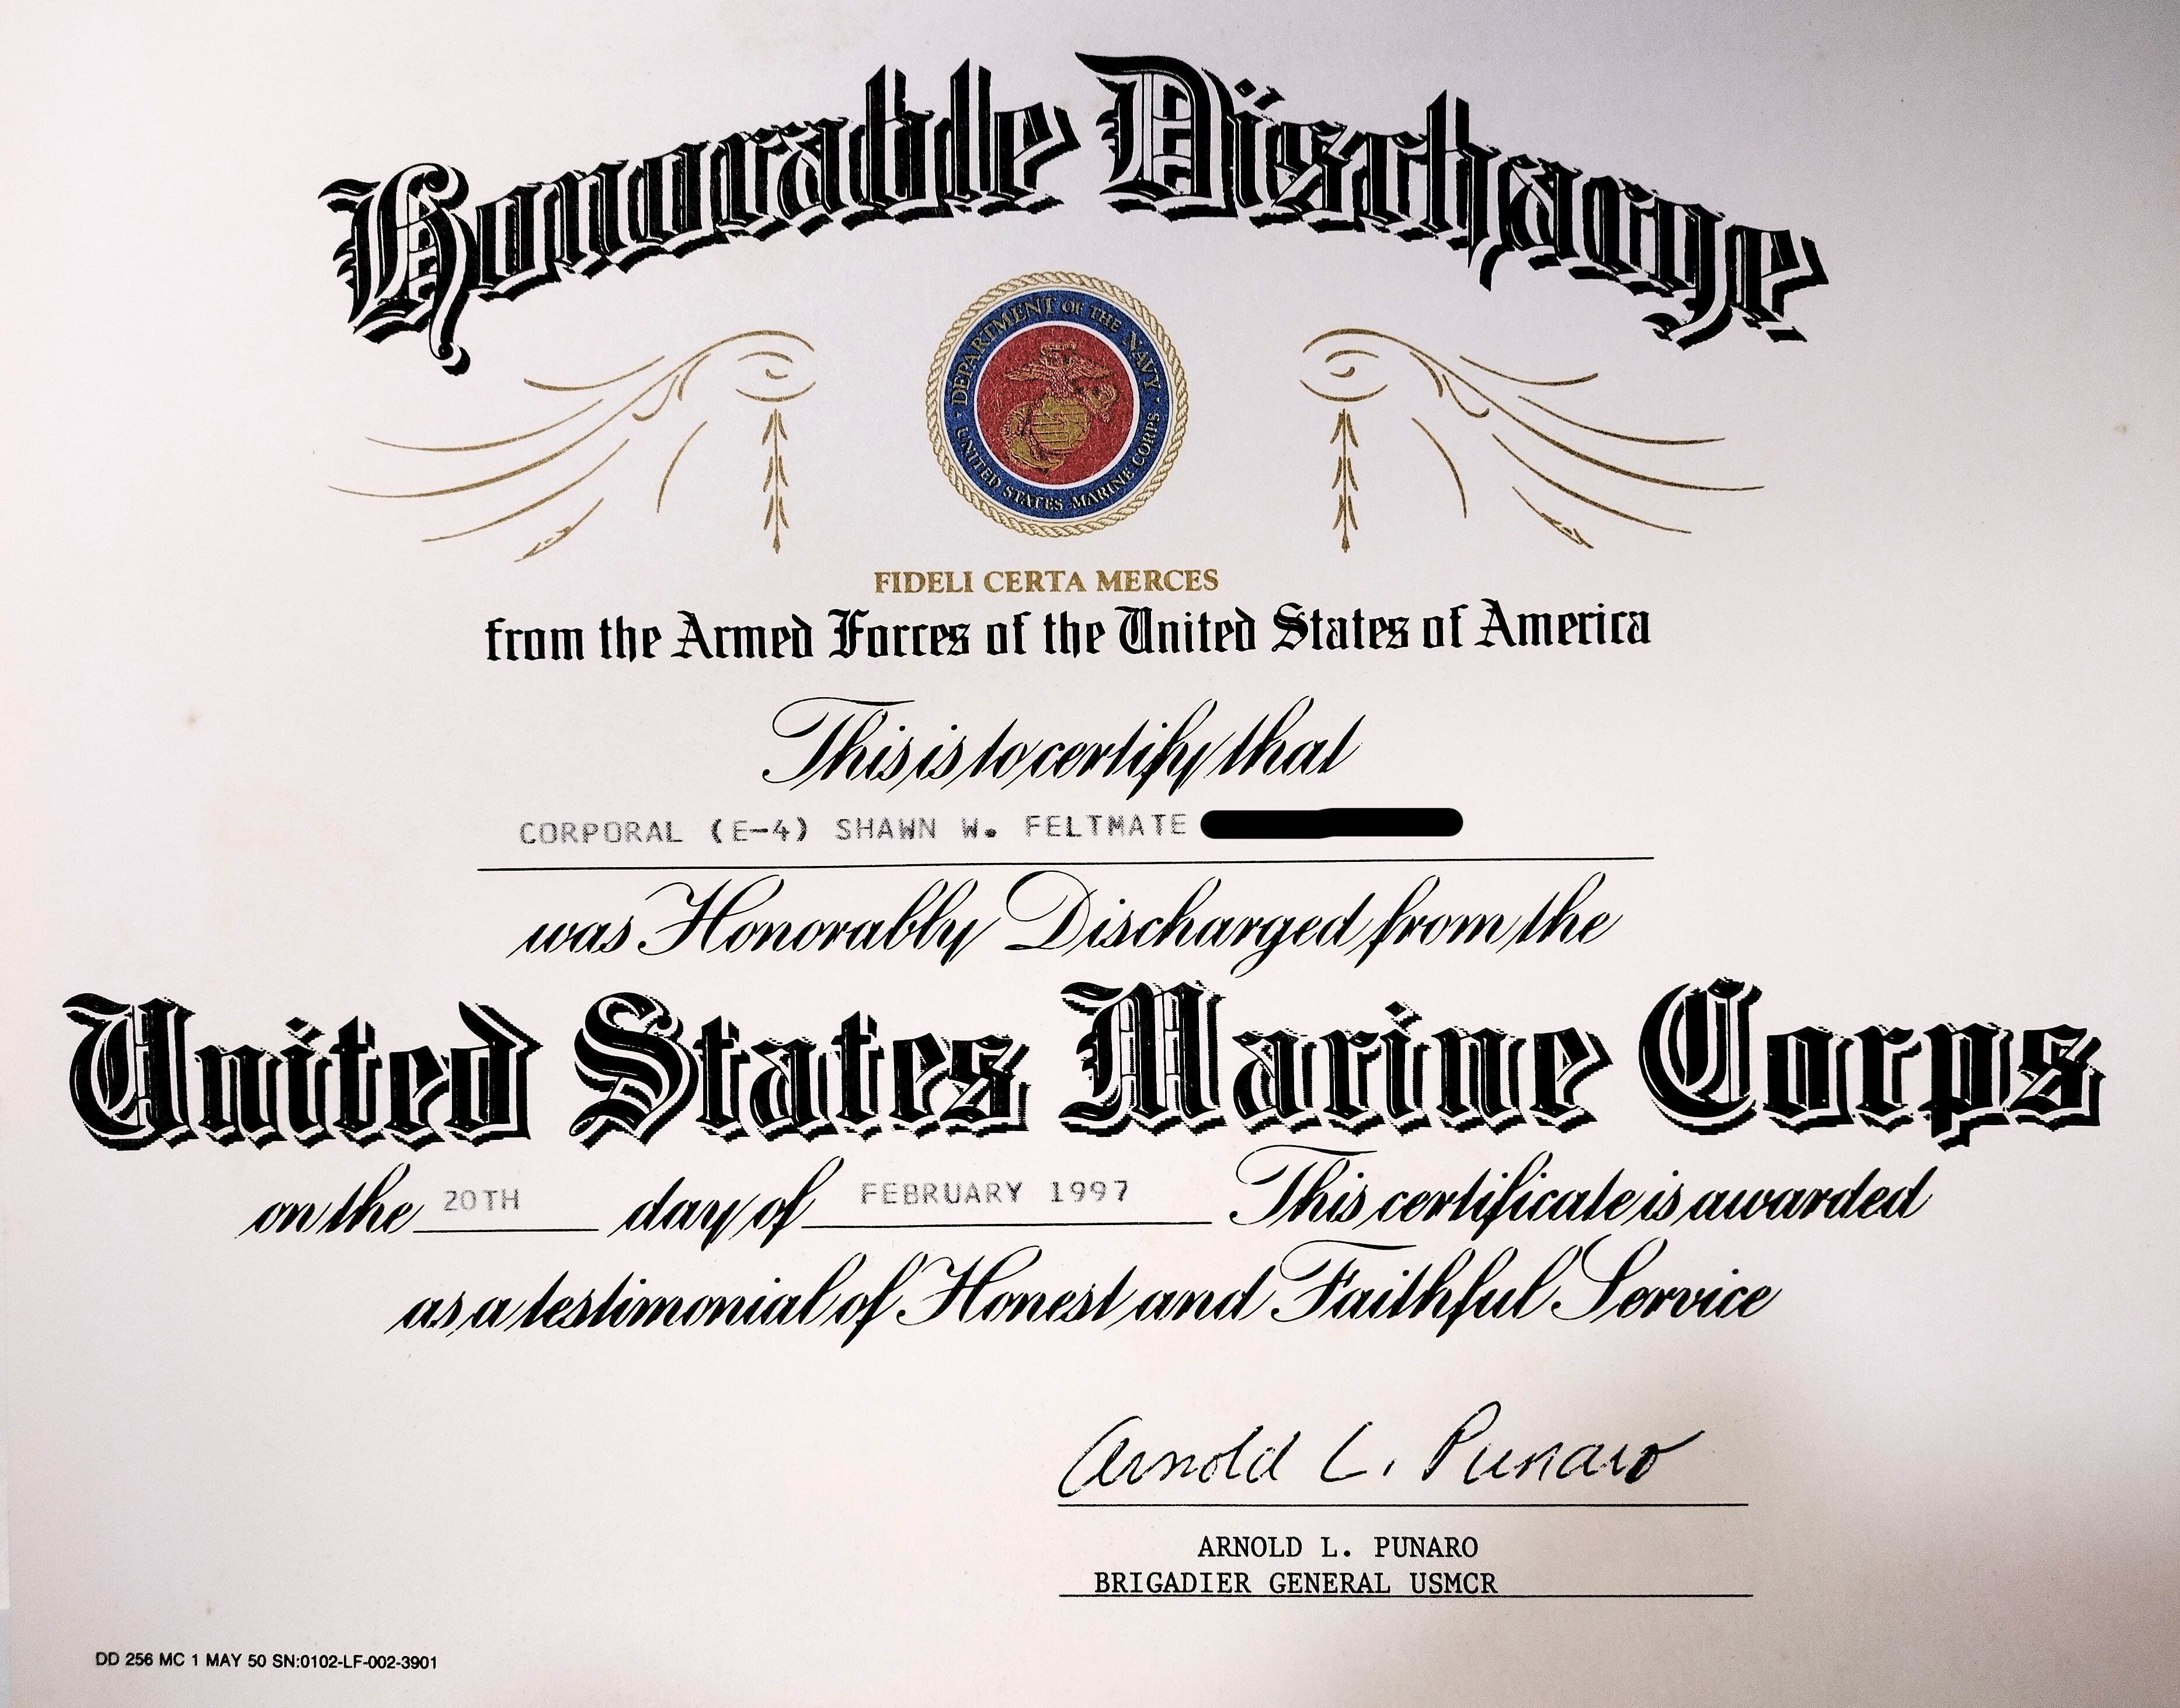 Honorable Discharge
DEPARTMENT OF THE NAVY
UNITED STATES MARINE CORPS
FIDELI CERTA MERCES
from the Armed Forces of the United States of America
This is to certify that
CORPORAL (E-4) SHAWN W. FELTMATE
was Honorably Discharged from the
United States Marine Corps
on the 20TH day of FEBRUARY 1997 This certificate is awarded
as a testimonial of Honest and Faithful Service
Arnold L. Punaro
ARNOLD L. PUNARO
BRIGADIER GENERAL USMCR
DD 256 MC 1 MAY 50 SN:0102-LF-002-3901